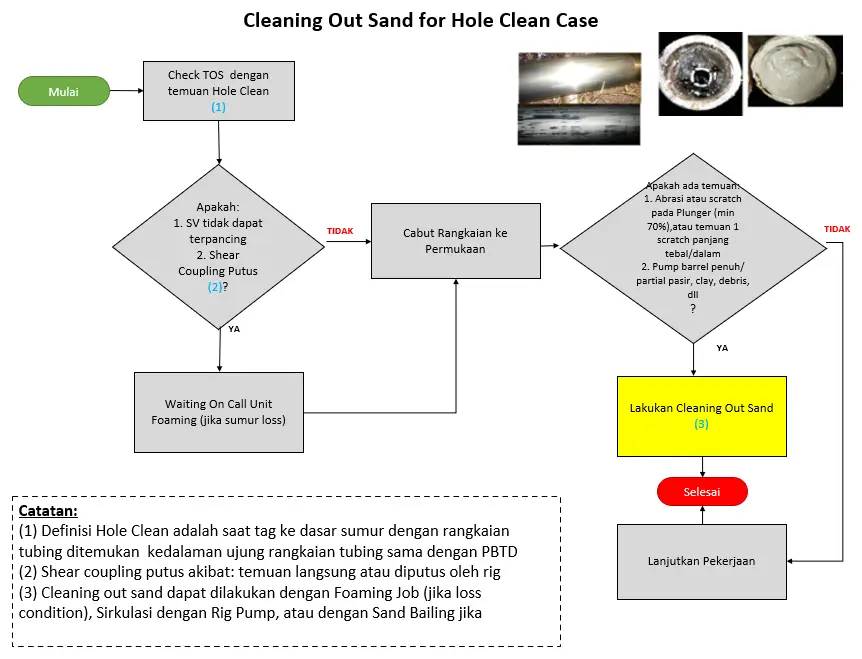 Cleaning Out Sand for Hole Clean Case
Mulai
Check TOS dengan
temuan Hole Clean
(1)
Apakah:
1. SV tidak dapat
terpancing
2. Shear
Coupling Putus
(2)?
TIDAK
YA
Waiting On Call Unit
Foaming (jika sumur loss)
Cabut Rangkaian ke
Permukaan
Apakah ada temuan:
1. Abrasi atau scratch
pada Plunger (min
70%),atau temuan 1
scratch panjang
tebal/dalam
2. Pump barrel penuh/
partial pasir, clay, debris,
dll
?
TIDAK
YA
Lakukan Cleaning Out Sand
(3)
Selesai
Lanjutkan Pekerjaan
Catatan:
(1) Definisi Hole Clean adalah saat tag ke dasar sumur dengan rangkaian
tubing ditemukan kedalaman ujung rangkaian tubing sama dengan PBTD
(2) Shear coupling putus akibat: temuan langsung atau diputus oleh rig
(3) Cleaning out sand dapat dilakukan dengan Foaming Job (jika loss
condition), Sirkulasi dengan Rig Pump, atau dengan Sand Bailing jika